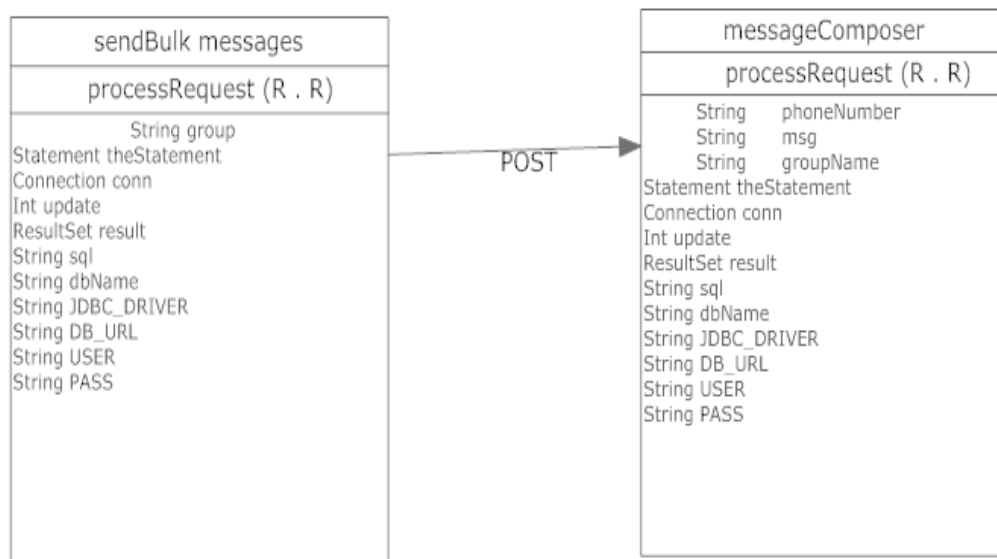 sendBulk messages
processRequest (R . R)
String group
Statement theStatement
Connection conn
Int update
ResultSet result
String sql
String dbName
String JDBC_DRIVER
String DB_URL
String USER
String PASS
POST
messageComposer
processRequest (R . R)
String phoneNumber
String msg
String groupName
Statement theStatement
Connection conn
Int update
ResultSet result
String sql
String dbName
String JDBC_DRIVER
String DB_URL
String USER
String PASS